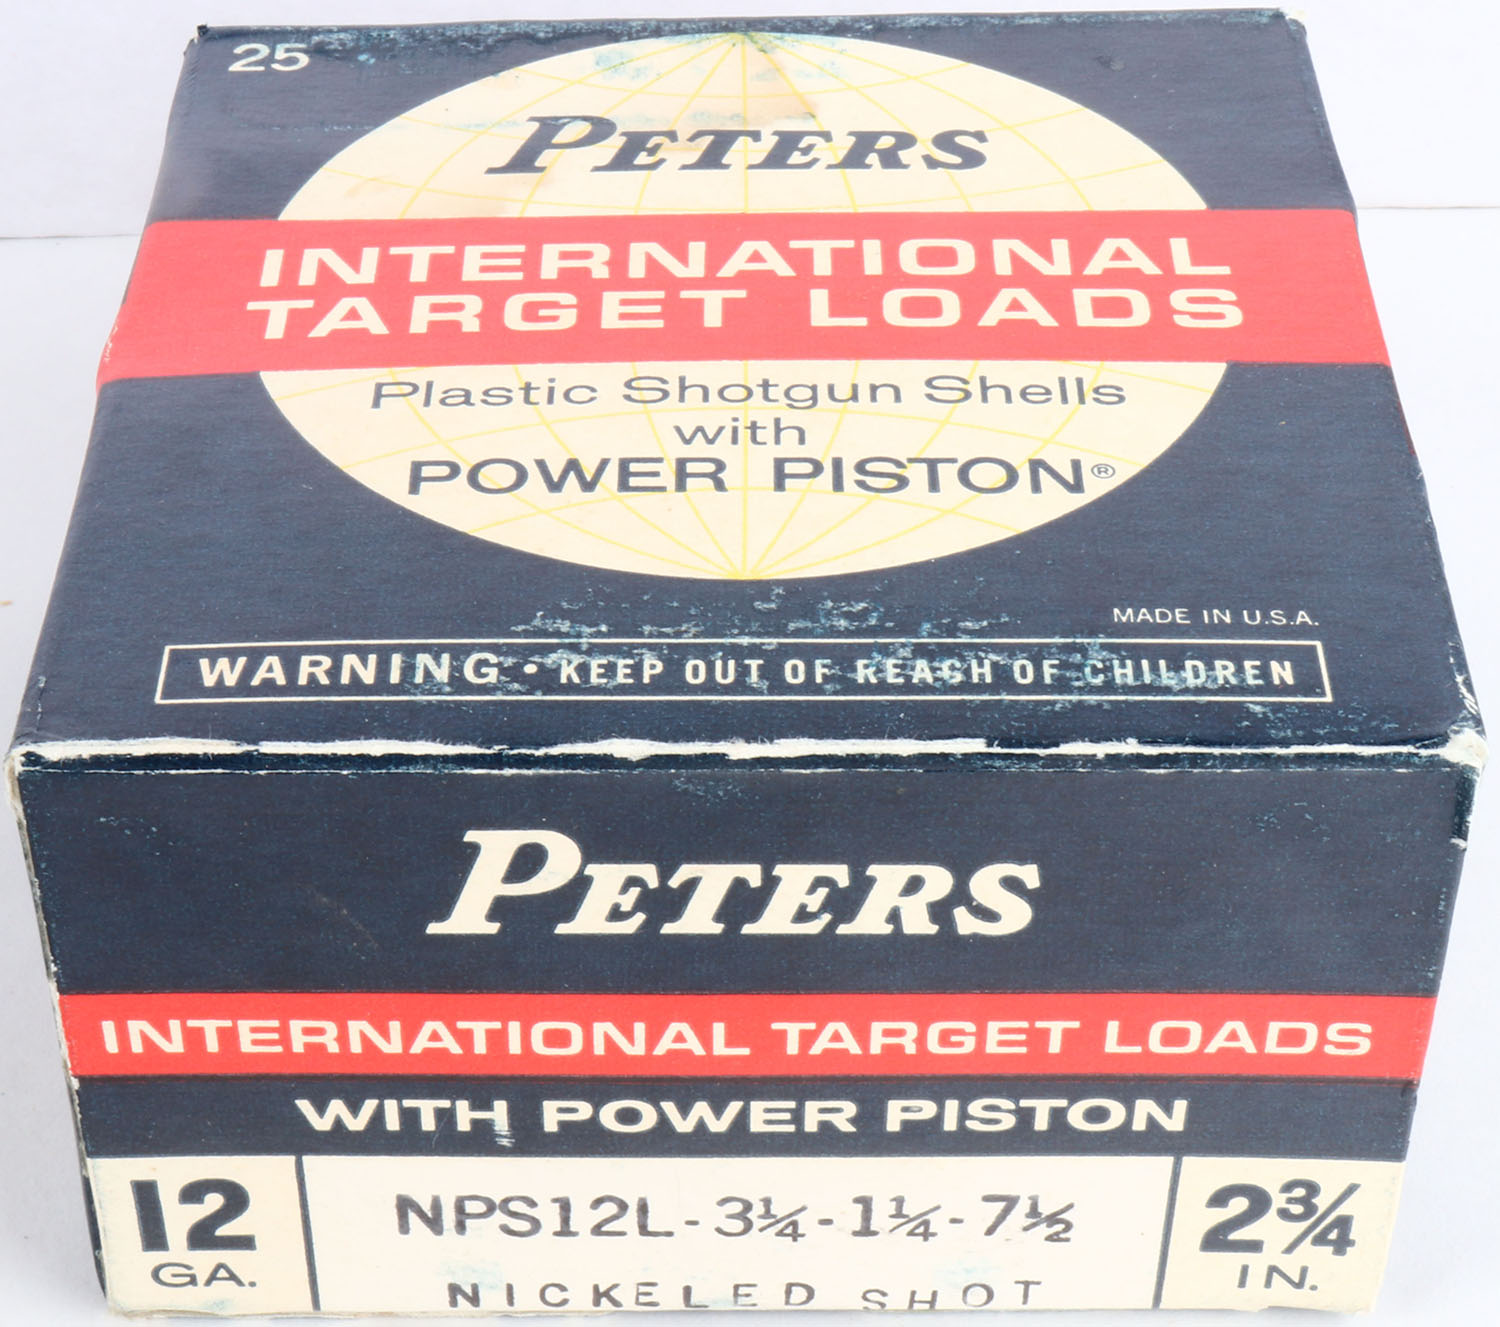 25
PETERS
INTERNATIONAL
TARGET LOADS
Plastic Shotgun Shells
with
POWER PISTON®
MADE IN U.S.A.
WARNING • KEEP OUT OF REACH OF CHILDREN
PETERS
INTERNATIONAL TARGET LOADS
WITH POWER PISTON
12
GA.
NPS12L-3¼-1¼-7½
NICKELED SHOT
2¾
IN.